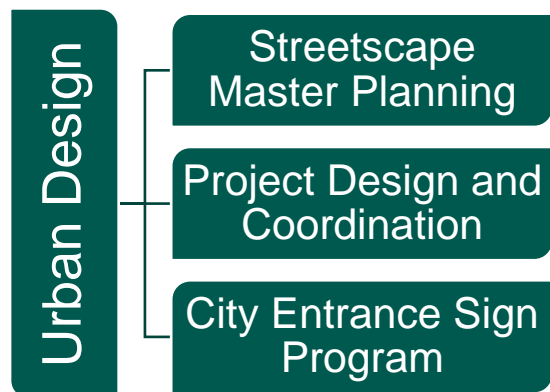 Urban Design
Streetscape
Master Planning
Project Design and
Coordination
City Entrance Sign
Program